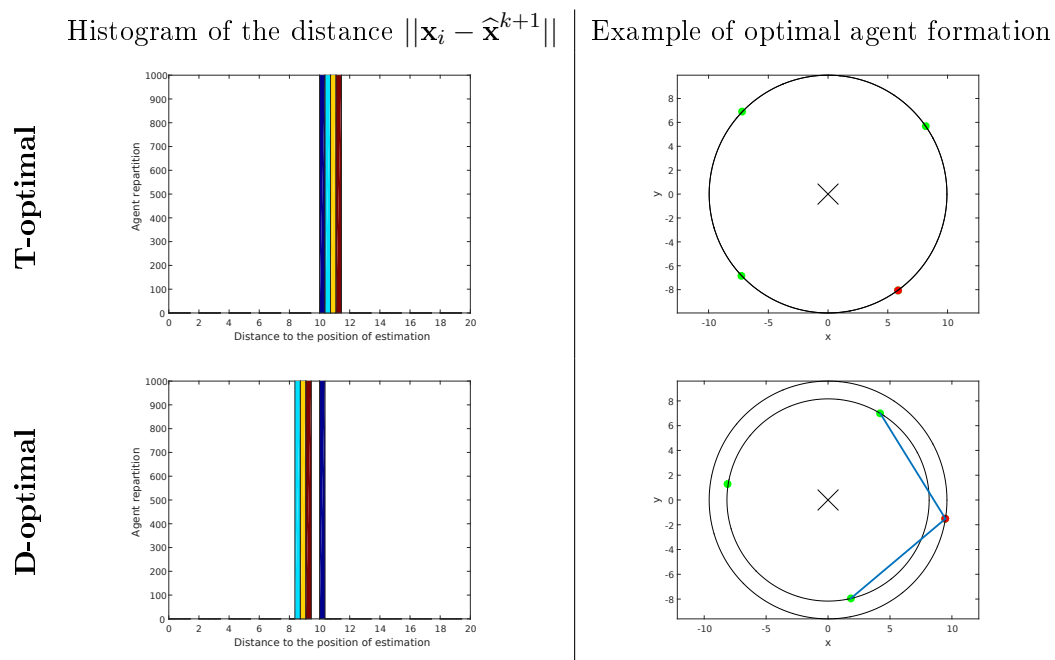 Histogram of the distance ||x_i − x̂^{k+1}||
Example of optimal agent formation
T-optimal
1000
900
800
700
600
500
400
300
200
100
0
Agent repartition
0 2 4 6 8 10 12 14 16 18 20
Distance to the position of estimation
8
6
4
2
0
-2
-4
-6
-8
y
-10 -5 0 5 10
x
D-optimal
1000
900
800
700
600
500
400
300
200
100
0
Agent repartition
0 2 4 6 8 10 12 14 16 18 20
Distance to the position of estimation
8
6
4
2
0
-2
-4
-6
-8
y
-10 -5 0 5 10
x